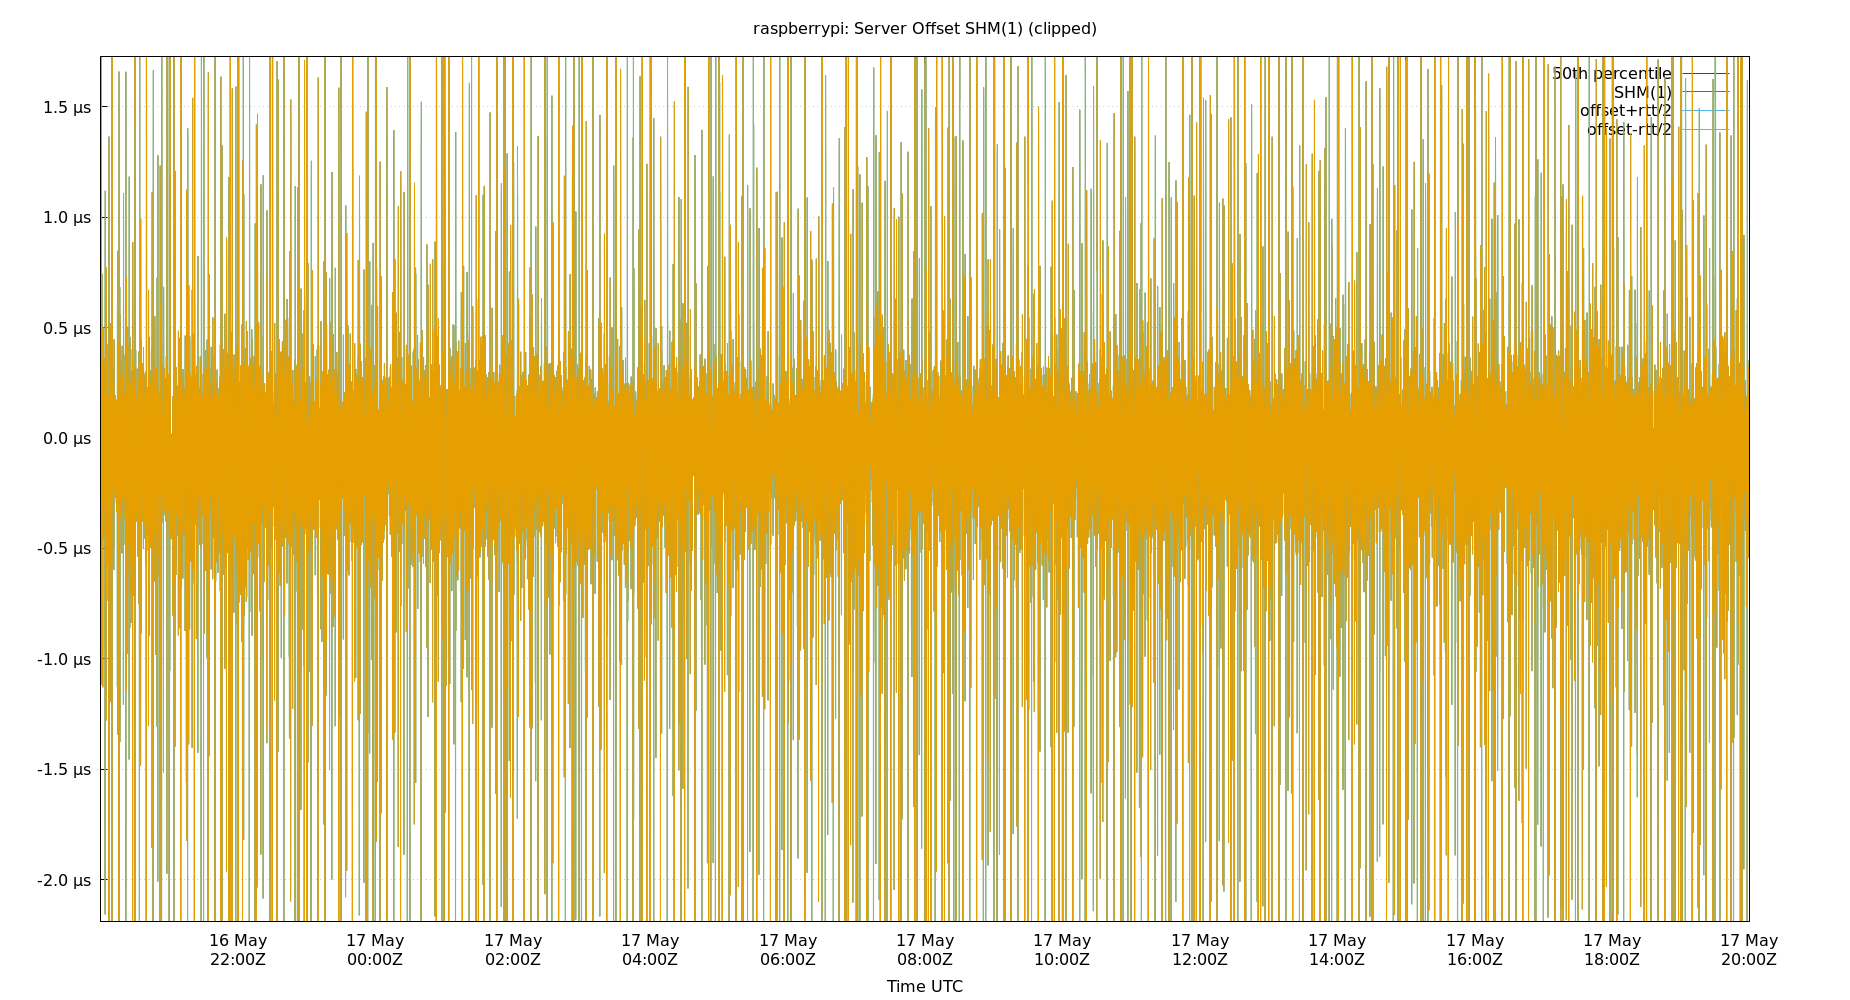 raspberrypi: Server Offset SHM(1) (clipped)
50th percentile
SHM(1)
offset+rtt/2
offset-rtt/2
1.5 µs
1.0 µs
0.5 µs
0.0 µs
-0.5 µs
-1.0 µs
-1.5 µs
-2.0 µs
16 May 17 May 17 May 17 May 17 May 17 May 17 May 17 May 17 May 17 May 17 May 17 May
22:00Z 00:00Z 02:00Z 04:00Z 06:00Z 08:00Z 10:00Z 12:00Z 14:00Z 16:00Z 18:00Z 20:00Z
Time UTC